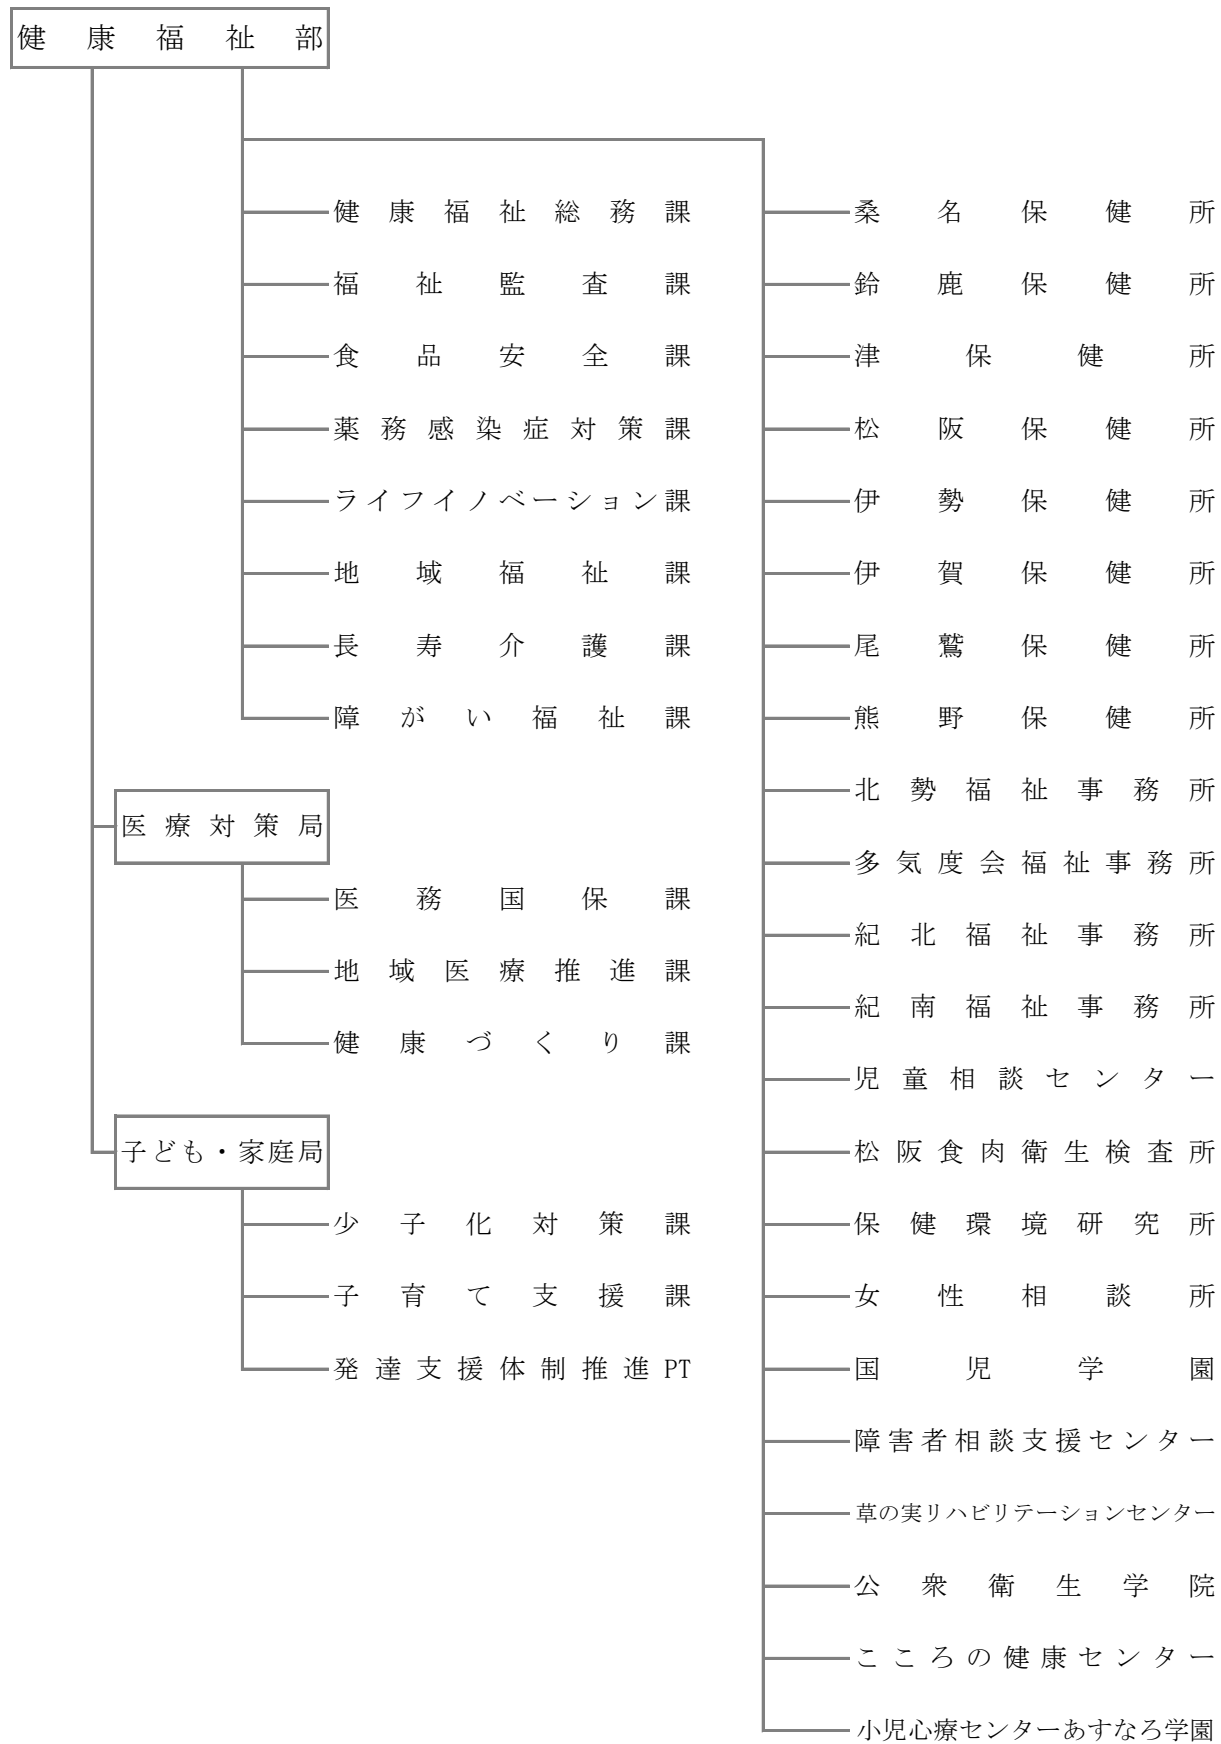 健康福祉部
健康福祉総務課
福祉監査課
食品安全課
薬務感染症対策課
ライフイノベーション課
地域福祉課
長寿介護課
障がい福祉課
医療対策局
医務国保課
地域医療推進課
健康づくり課
子ども・家庭局
少子化対策課
子育て支援課
発達支援体制推進PT
桑名保健所
鈴鹿保健所
津保健所
松阪保健所
伊勢保健所
伊賀保健所
尾鷲保健所
熊野保健所
北勢福祉事務所
多気度会福祉事務所
紀北福祉事務所
紀南福祉事務所
児童相談センター
松阪食肉衛生検査所
保健環境研究所
女性相談所
国児学園
障害者相談支援センター
草の実リハビリテーションセンター
公衆衛生学院
こころの健康センター
小児心療センターあすなろ学園